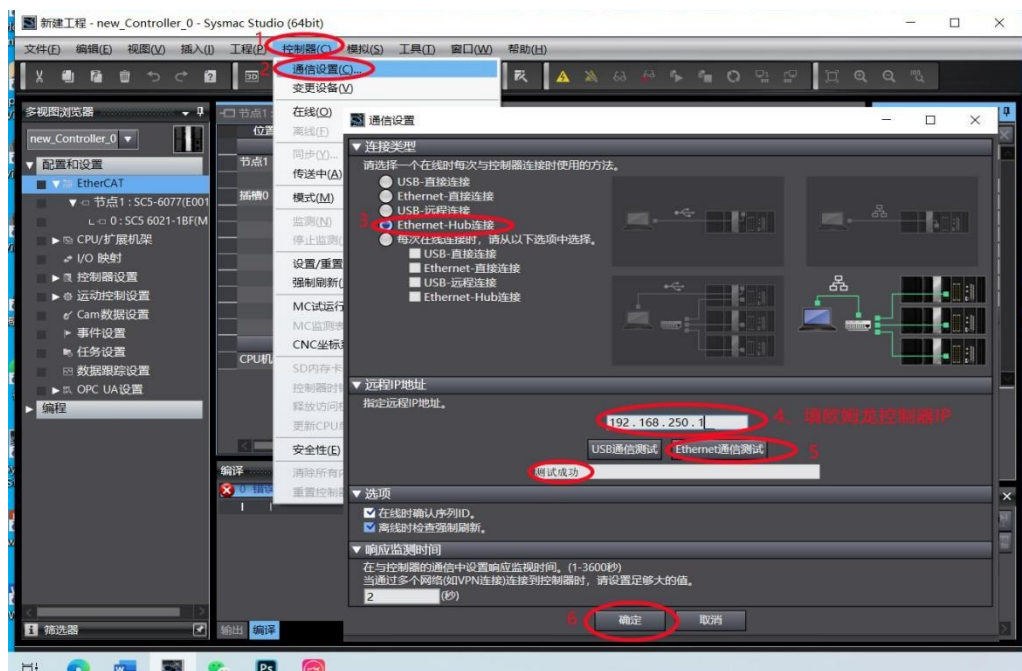 新建工程 - new_Controller_0 - Sysmac Studio (64bit)
文件(F) 编辑(E) 视图(V) 插入(I) 工程(P) 控制器(C) 模拟(S) 工具(T) 窗口(W) 帮助(H)
1
2
通信设置(C)...
变更设备(V)
在线(O)
离线(F)
同步(Y)...
传送中(A)
模式(M)
监测(N)
停止监测(
设置/重置
强制刷新(
MC试运行
MC监测表
CNC坐标系
SD内存卡
控制器时钟
释放访问权
更新CPU单
安全性(E)
清除所有内
重置控制器
多视图浏览器
new_Controller_0
配置和设置
EtherCAT
节点1 : SC5-6077(E001
0 : SC5 6021-1BF(M
CPU/扩展机架
I/O 映射
控制器设置
运动控制设置
Cam数据设置
事件设置
任务设置
数据跟踪设置
OPC UA设置
编程
筛选器
节点1 :
位置
节点1
插槽0
CPU机
编译
0 错误
输出 编译
通信设置
连接类型
请选择一个在线时每次与控制器连接时使用的方法。
USB-直接连接
Ethernet-直接连接
USB-远程连接
3 Ethernet-Hub连接
每次在线连接时，请从以下选项中选择。
USB-直接连接
Ethernet-直接连接
USB-远程连接
Ethernet-Hub连接
远程IP地址
指定远程IP地址。
192 . 168 . 250 . 1
4、填欧姆龙控制器IP
USB通信测试 Ethernet通信测试 5
测试成功
选项
在线时确认序列ID。
离线时检查强制刷新。
响应监测时间
在与控制器的通信中设置响应监视时间。(1-3600秒)
当通过多个网络(如VPN连接)连接到控制器时，请设置足够大的值。
2 (秒)
6 确定 取消